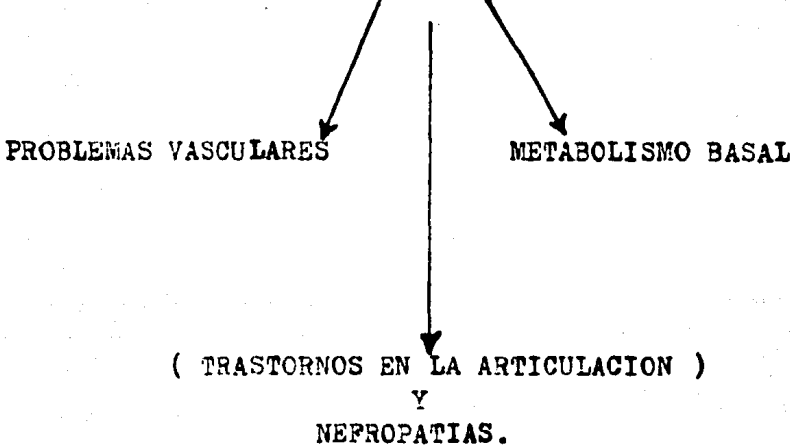 PROBLEMAS VASCULARES
METABOLISMO BASAL
( TRASTORNOS EN LA ARTICULACION )
Y
NEFROPATIAS.